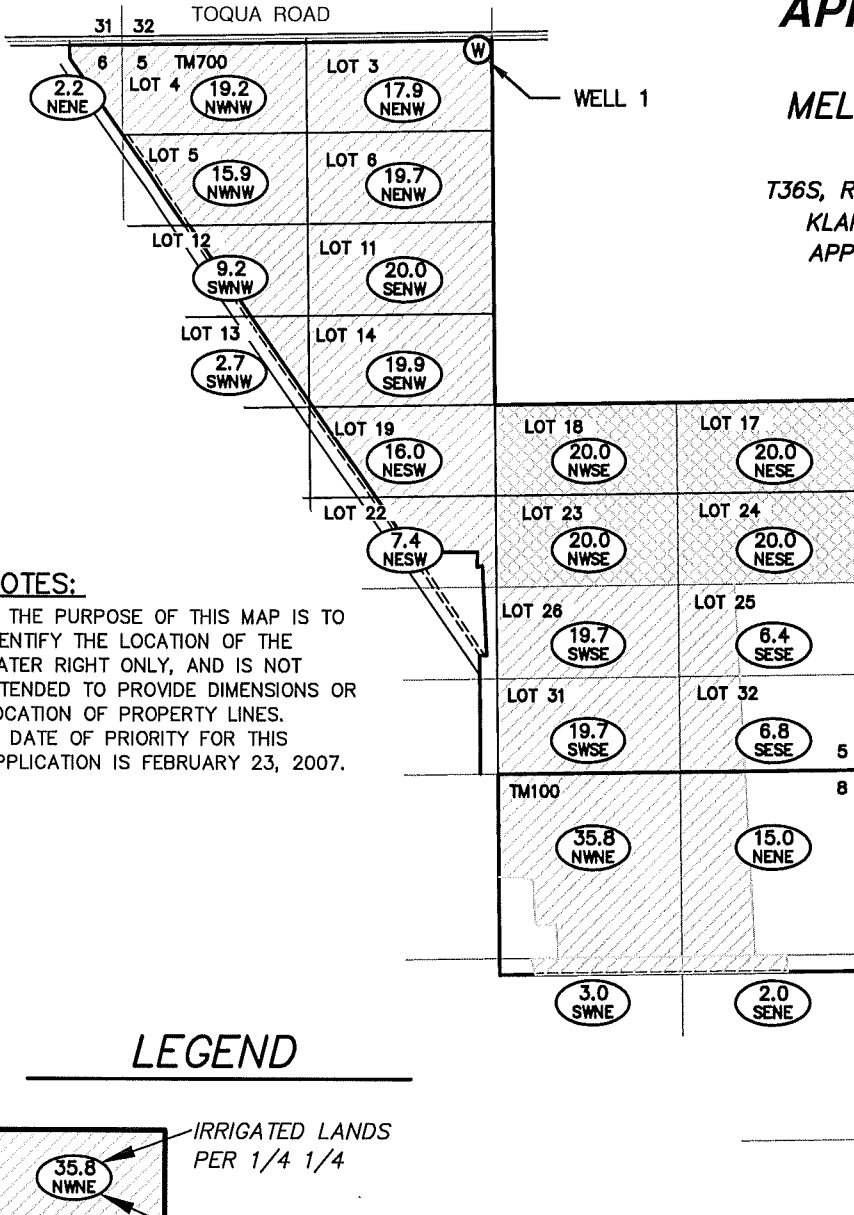 TOQUA ROAD
API
31 32
6 5 TM700
LOT 4
LOT 3
W
2.2
NENE
19.2
NWNW
17.9
NENW
WELL 1
MEL
LOT 5
LOT 6
15.9
NWNW
19.7
NENW
T36S, R
KLAM
APP
LOT 12
LOT 11
9.2
SWNW
20.0
SENW
LOT 13
LOT 14
2.7
SWNW
19.9
SENW
LOT 19
LOT 18
LOT 17
16.0
NESW
20.0
NWSE
20.0
NESE
LOT 22
LOT 23
LOT 24
7.4
NESW
20.0
NWSE
20.0
NESE
OTES:
THE PURPOSE OF THIS MAP IS TO
ENTIFY THE LOCATION OF THE
ATER RIGHT ONLY, AND IS NOT
TENDED TO PROVIDE DIMENSIONS OR
OCATION OF PROPERTY LINES.
DATE OF PRIORITY FOR THIS
PPLICATION IS FEBRUARY 23, 2007.
LOT 26
LOT 25
19.7
SWSE
6.4
SESE
LOT 31
LOT 32
19.7
SWSE
6.8
SESE
5
TM100
8
35.8
NWNE
15.0
NENE
3.0
SWNE
2.0
SENE
LEGEND
IRRIGATED LANDS
PER 1/4 1/4
35.8
NWNE